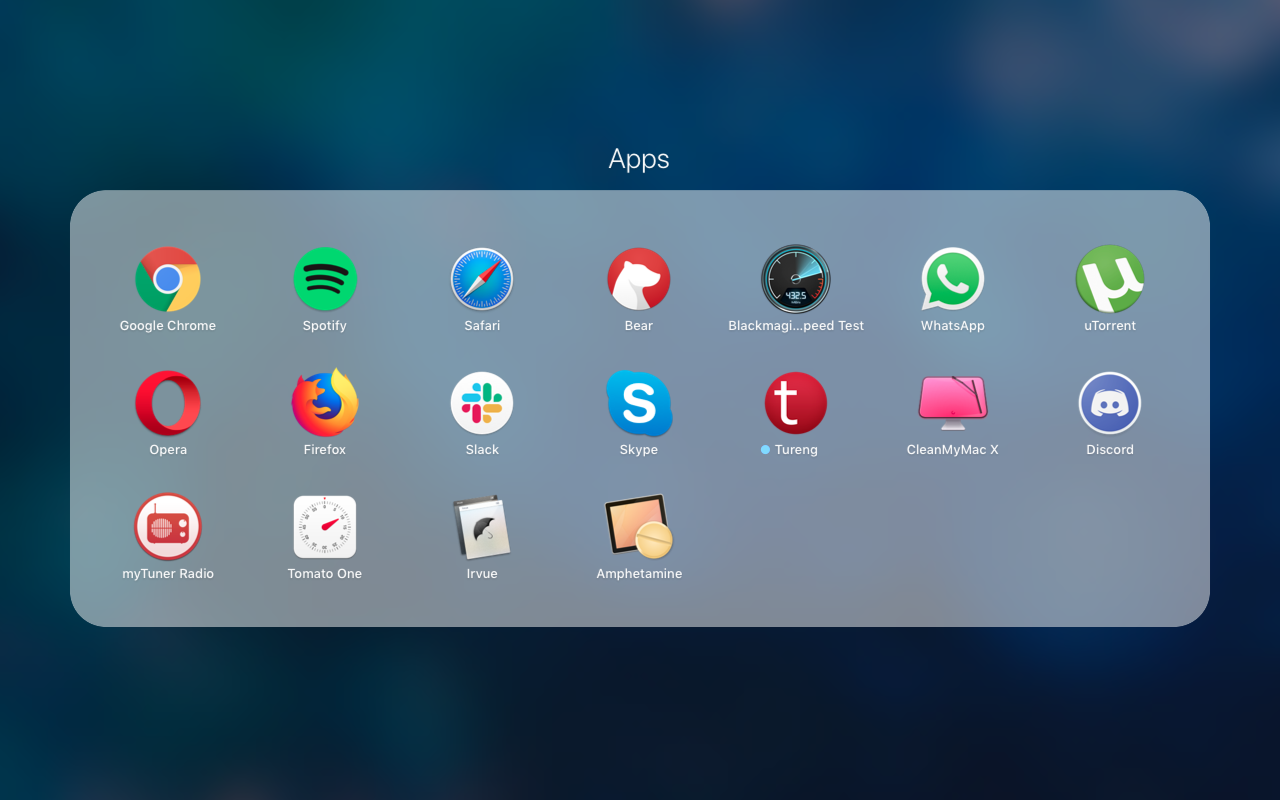 Apps
Google Chrome
Spotify
Safari
Bear
432.5
Blackmagi...peed Test
WhatsApp
uTorrent
Opera
Firefox
Slack
S
Skype
t
Tureng
CleanMyMac X
Discord
myTuner Radio
Tomato One
Irvue
Amphetamine